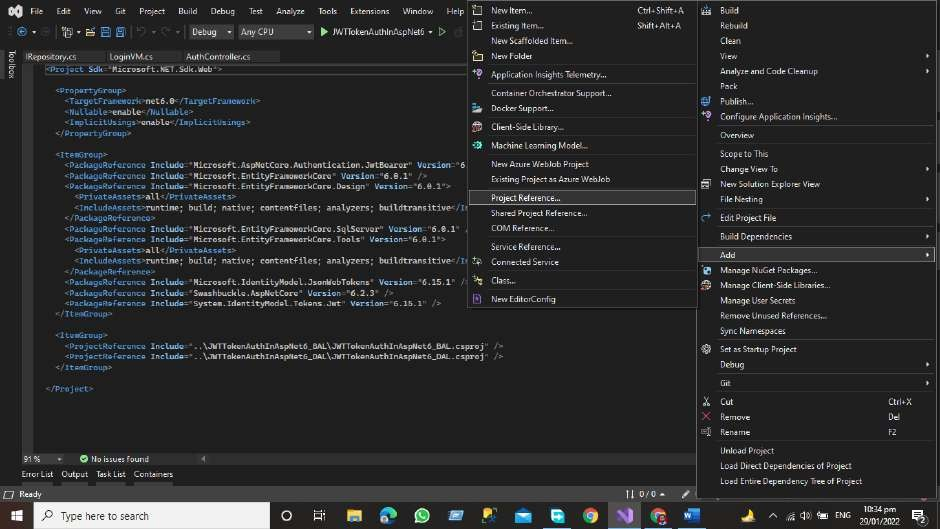 File Edit View Git Project Build Debug Test Analyze Tools Extensions Window Help
Debug Any CPU JWTTokenAuthInAspNet6
Toolbox
IRepository.cs LoginVM.cs AuthController.cs
<Project Sdk="Microsoft.NET.Sdk.Web">
<PropertyGroup>
<TargetFramework>net6.0</TargetFramework>
<Nullable>enable</Nullable>
<ImplicitUsings>enable</ImplicitUsings>
</PropertyGroup>
<ItemGroup>
<PackageReference Include="Microsoft.AspNetCore.Authentication.JwtBearer" Version="6.
<PackageReference Include="Microsoft.EntityFrameworkCore" Version="6.0.1" />
<PackageReference Include="Microsoft.EntityFrameworkCore.Design" Version="6.0.1">
<PrivateAssets>all</PrivateAssets>
<IncludeAssets>runtime; build; native; contentfiles; analyzers; buildtransitive</I
</PackageReference>
<PackageReference Include="Microsoft.EntityFrameworkCore.SqlServer" Version="6.0.1" /
<PackageReference Include="Microsoft.EntityFrameworkCore.Tools" Version="6.0.1">
<PrivateAssets>all</PrivateAssets>
<IncludeAssets>runtime; build; native; contentfiles; analyzers; buildtransitive</I
</PackageReference>
<PackageReference Include="Microsoft.IdentityModel.JsonWebTokens" Version="6.15.1" />
<PackageReference Include="Swashbuckle.AspNetCore" Version="6.2.3" />
<PackageReference Include="System.IdentityModel.Tokens.Jwt" Version="6.15.1" />
</ItemGroup>
<ItemGroup>
<ProjectReference Include="..\JWTTokenAuthInAspNet6_BAL\JWTTokenAuthInAspNet6_BAL.csproj" />
<ProjectReference Include="..\JWTTokenAuthInAspNet6_DAL\JWTTokenAuthInAspNet6_DAL.csproj" />
</ItemGroup>
</Project>
91 % No issues found
Error List Output Task List Containers
Ready 0 / 0
New Item... Ctrl+Shift+A
Existing Item... Shift+Alt+A
New Scaffolded Item...
New Folder
Application Insights Telemetry...
Container Orchestrator Support...
Docker Support...
Client-Side Library...
Machine Learning Model...
New Azure WebJob Project
Existing Project as Azure WebJob
Project Reference...
Shared Project Reference...
COM Reference...
Service Reference...
Connected Service
Class...
New EditorConfig
Build
Rebuild
Clean
View
Analyze and Code Cleanup
Pack
Publish...
Configure Application Insights...
Overview
Scope to This
Change View To
New Solution Explorer View
File Nesting
Edit Project File
Build Dependencies
Add
Manage NuGet Packages...
Manage Client-Side Libraries...
Manage User Secrets
Remove Unused References...
Sync Namespaces
Set as Startup Project
Debug
Git
Cut Ctrl+X
Remove Del
Rename F2
Unload Project
Load Direct Dependencies of Project
Load Entire Dependency Tree of Project
Type here to search
ENG
10:34 pm
29/01/2022
2